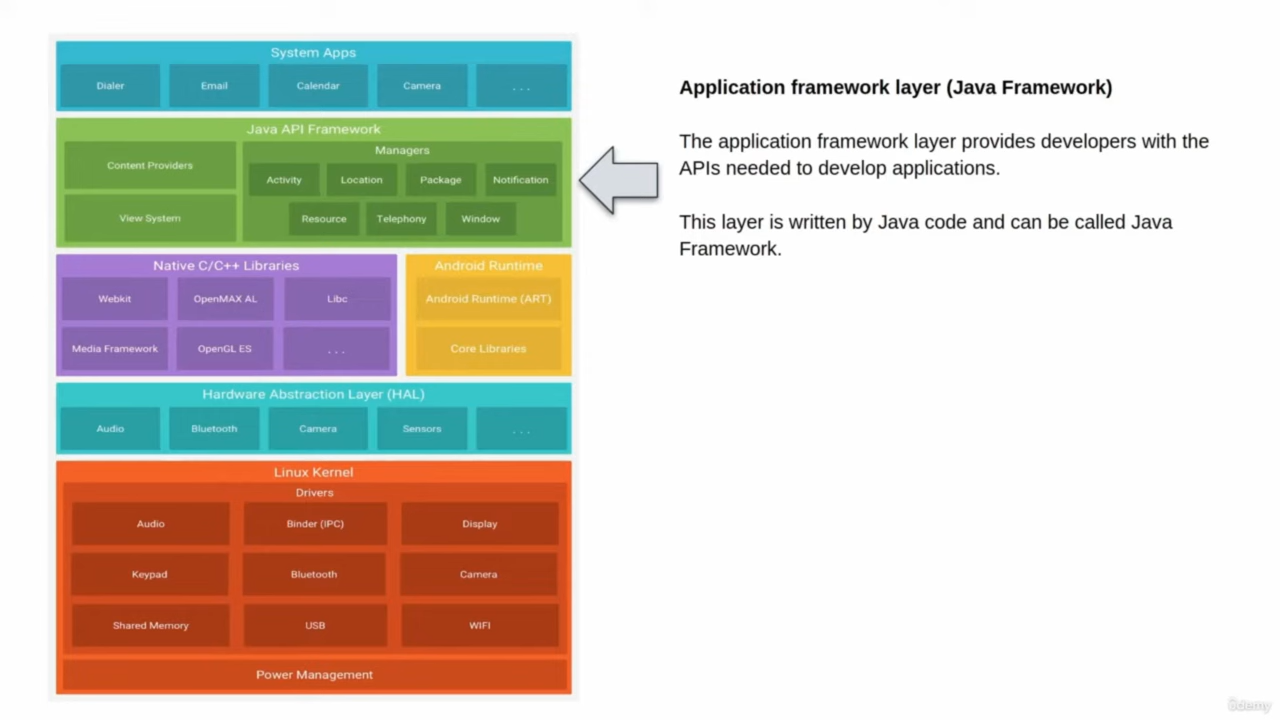 System Apps
Dialer
Email
Calendar
Camera
. . .
Java API Framework
Content Providers
View System
Managers
Activity
Location
Package
Notification
Resource
Telephony
Window
Native C/C++ Libraries
Webkit
OpenMAX AL
Libc
Media Framework
OpenGL ES
. . .
Android Runtime
Android Runtime (ART)
Core Libraries
Hardware Abstraction Layer (HAL)
Audio
Bluetooth
Camera
Sensors
. . .
Linux Kernel
Drivers
Audio
Binder (IPC)
Display
Keypad
Bluetooth
Camera
Shared Memory
USB
WIFI
Power Management
Application framework layer (Java Framework)
The application framework layer provides developers with the
APIs needed to develop applications.
This layer is written by Java code and can be called Java
Framework.
ûdemy